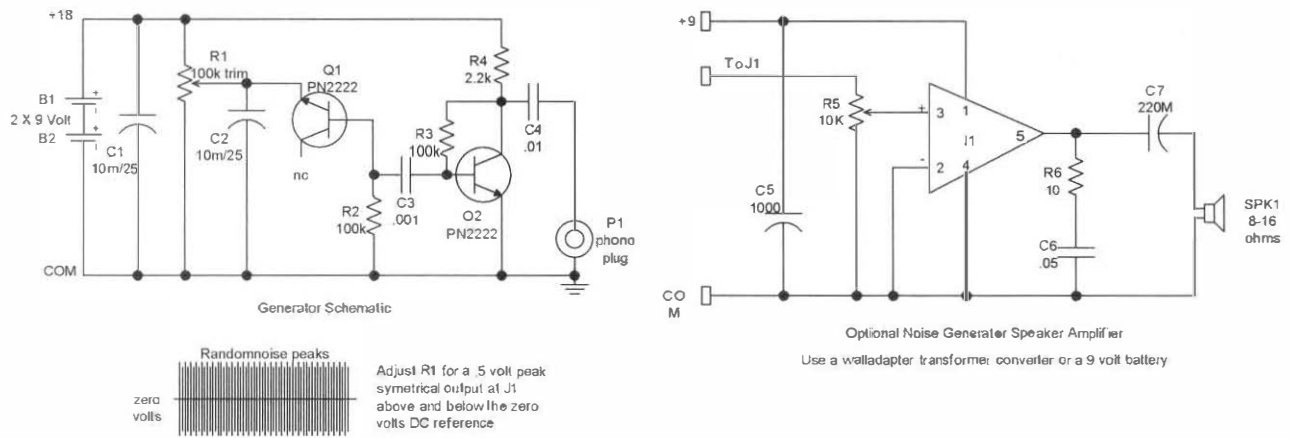 +18
R1
100k trim
Q1
PN2222
R4
2.2k
B1
2 X 9 Volt
B2
C1
10m/25
C2
10m/25
nc
R3
100k
C4
.01
R2
100k
C3
.001
O2
PN2222
P1
phono
plug
COM
Generator Schematic
Randomnoise peaks
zero
volts
Adjust R1 for a .5 volt peak
symetrical output at J1
above and below the zero
volts DC reference
+9
To J1
R5
10K
+
3
1
J1
5
-
2
4
C7
220M
R6
10
C5
1000
C6
.05
SPK1
8-16
ohms
CO
M
Optional Noise Generator Speaker Amplifier
Use a walladapter transformer converter or a 9 volt battery